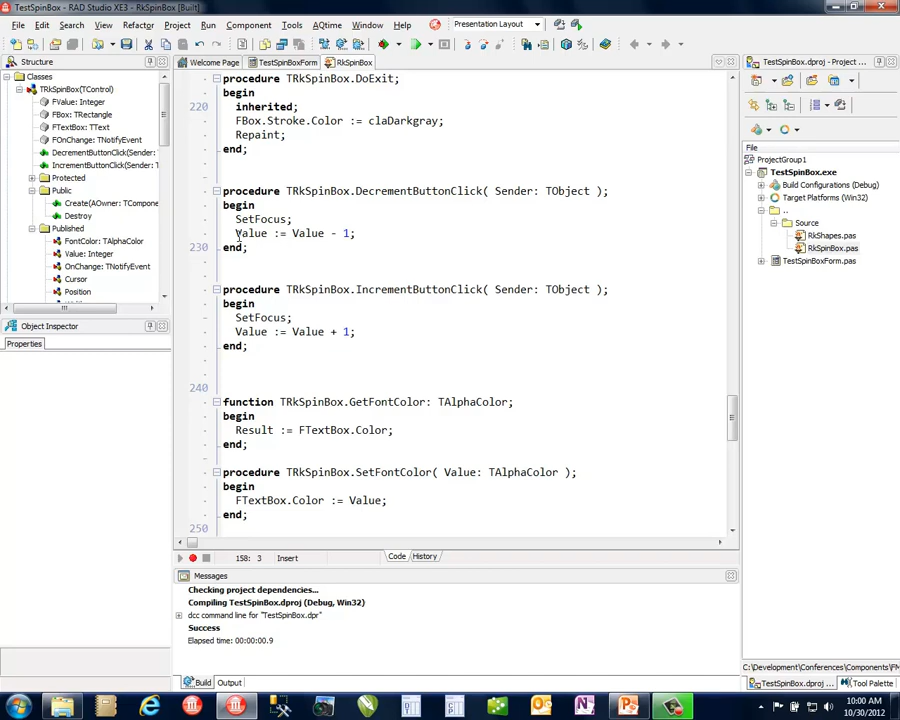 TestSpinBox - RAD Studio XE3 - RkSpinBox [Built]
File Edit Search View Refactor Project Run Component Tools AQtime Window Help Presentation Layout
Structure
Welcome Page TestSpinBoxForm RkSpinBox
TestSpinBox.dproj - Project ...
Classes
TRkSpinBox(TControl)
FValue: Integer
FBox: TRectangle
FTextBox: TText
FOnChange: TNotifyEvent
DecrementButtonClick(Sender:
IncrementButtonClick(Sender: T
Protected
Public
Create(AOwner: TCompone
Destroy
Published
FontColor: TAlphaColor
Value: Integer
OnChange: TNotifyEvent
Cursor
Position
Object Inspector
Properties
procedure TRkSpinBox.DoExit;
begin
220 inherited;
FBox.Stroke.Color := claDarkgray;
Repaint;
end;
procedure TRkSpinBox.DecrementButtonClick( Sender: TObject );
begin
SetFocus;
Value := Value - 1;
230 end;
procedure TRkSpinBox.IncrementButtonClick( Sender: TObject );
begin
SetFocus;
Value := Value + 1;
end;
240
function TRkSpinBox.GetFontColor: TAlphaColor;
begin
Result := FTextBox.Color;
end;
procedure TRkSpinBox.SetFontColor( Value: TAlphaColor );
begin
FTextBox.Color := Value;
end;
250
158: 3 Insert Code History
Messages
Checking project dependencies...
Compiling TestSpinBox.dproj (Debug, Win32)
dcc command line for "TestSpinBox.dpr"
Success
Elapsed time: 00:00:00.9
Build Output
File
ProjectGroup1
TestSpinBox.exe
Build Configurations (Debug)
Target Platforms (Win32)
..
Source
RkShapes.pas
RkSpinBox.pas
TestSpinBoxForm.pas
C:\Development\Conferences\Components\FM
TestSpinBox.dproj ... Tool Palette
10:00 AM
10/30/2012